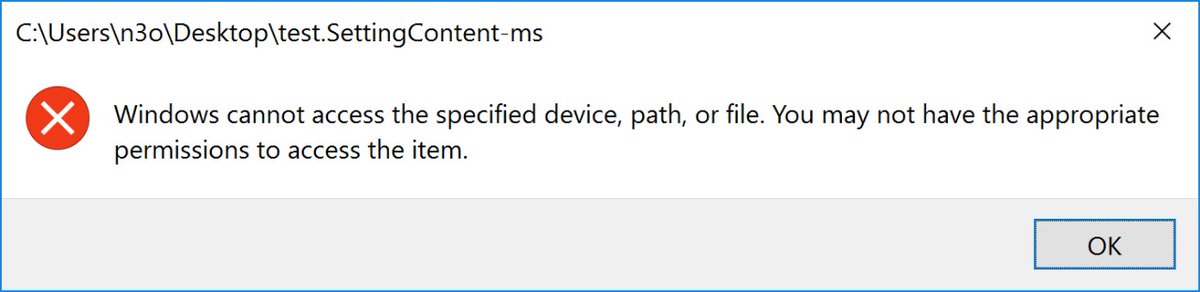 C:\Users\n3o\Desktop\test.SettingContent-ms
Windows cannot access the specified device, path, or file. You may not have the appropriate
permissions to access the item.
OK